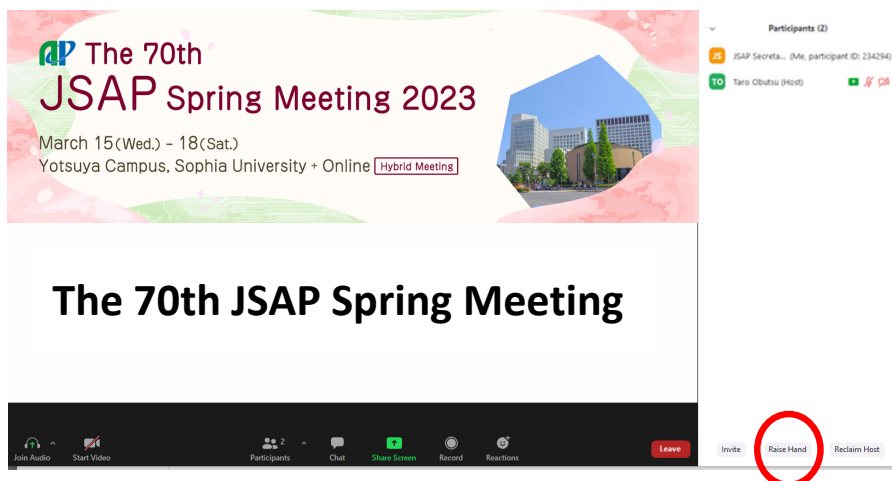 The 70th
JSAP Spring Meeting 2023
March 15(Wed.) – 18(Sat.)
Yotsuya Campus, Sophia University + Online Hybrid Meeting
The 70th JSAP Spring Meeting
Join Audio
Start Video
Participants
2
Chat
Share Screen
Record
Reactions
Leave
Participants (2)
JS JSAP Secreta... (Me, participant ID: 234294)
TO Taro Obutsu (Host)
Invite
Raise Hand
Reclaim Host